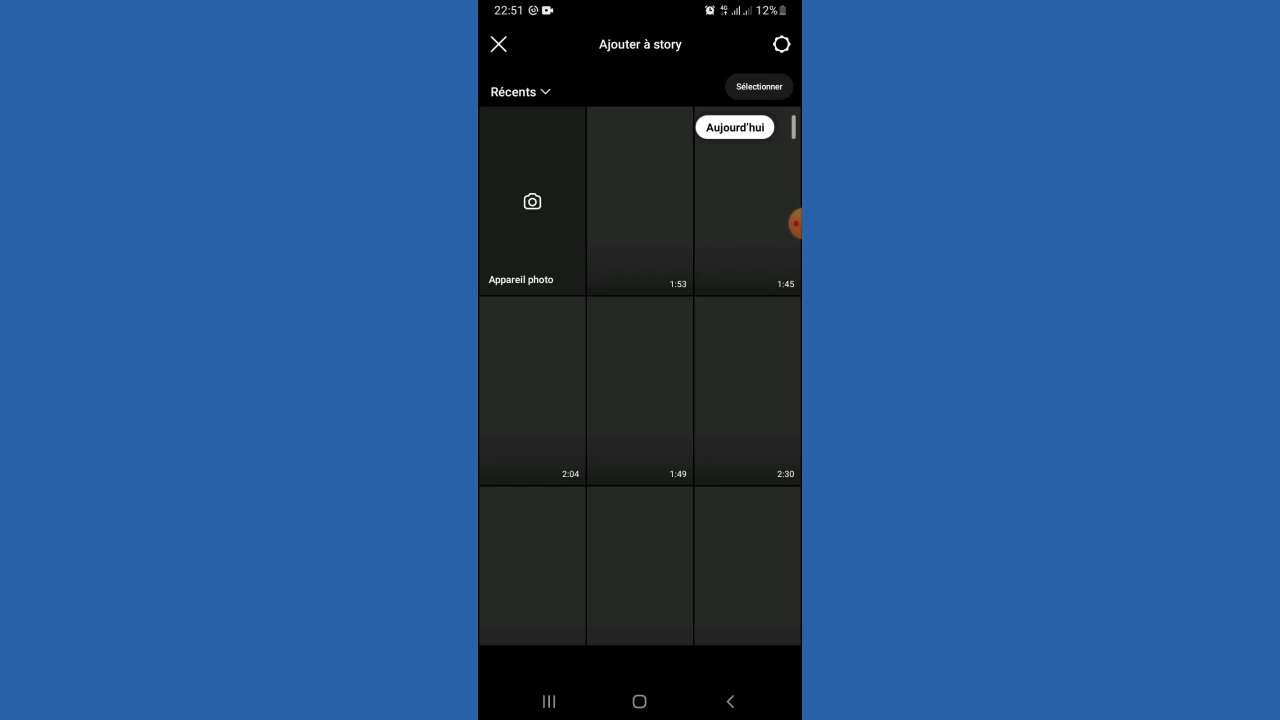 22:51
4G
12%
Ajouter à story
Récents
Sélectionner
Aujourd'hui
Appareil photo
1:53
1:45
2:04
1:49
2:30